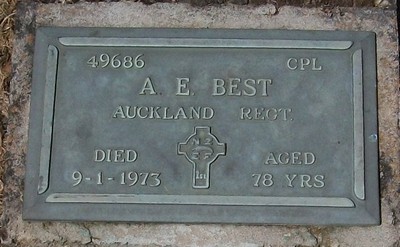 49686 CPL
A. E. BEST
AUCKLAND REGT.
DIED AGED
9-1-1973 78 YRS